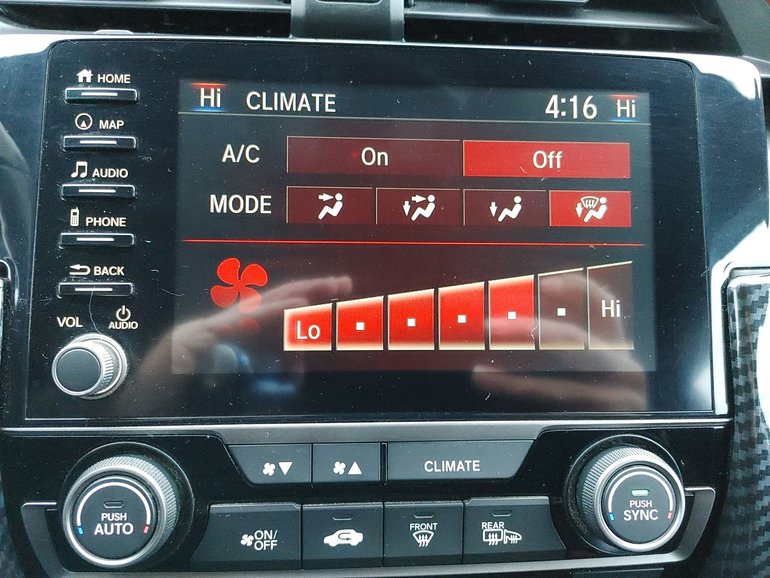 HOME
MAP
AUDIO
PHONE
BACK
VOL AUDIO
Hi CLIMATE 4:16 Hi
A/C On Off
MODE
Lo Hi
CLIMATE
PUSH
AUTO
ON/
OFF
FRONT
REAR
PUSH
SYNC